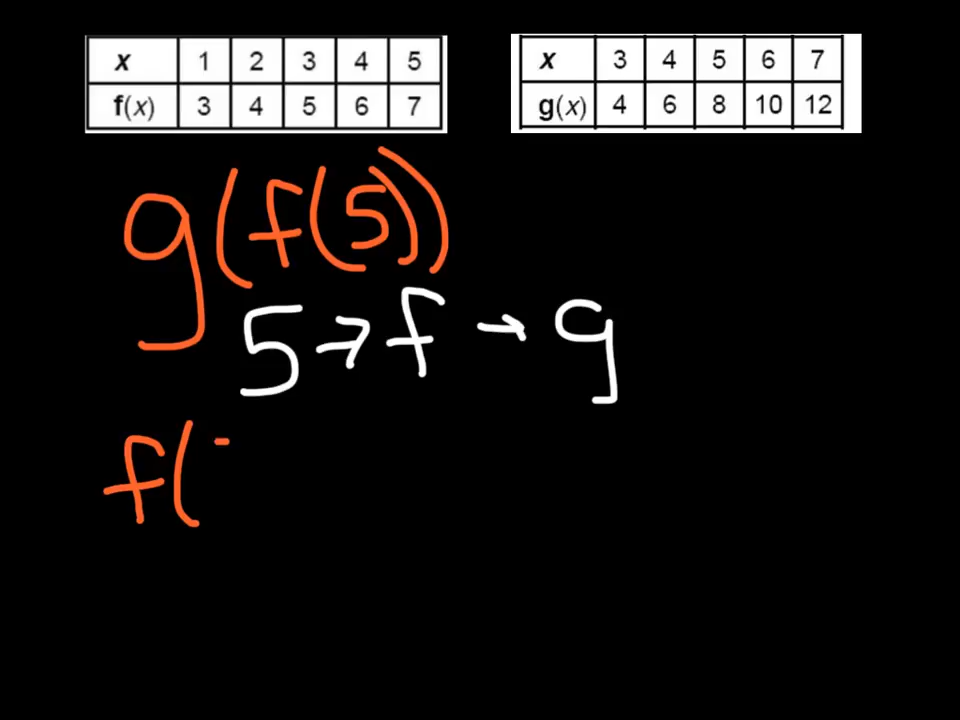 x 1 2 3 4 5
f(x) 3 4 5 6 7
x 3 4 5 6 7
g(x) 4 6 8 10 12
g(f(5))
5→f→g
f(